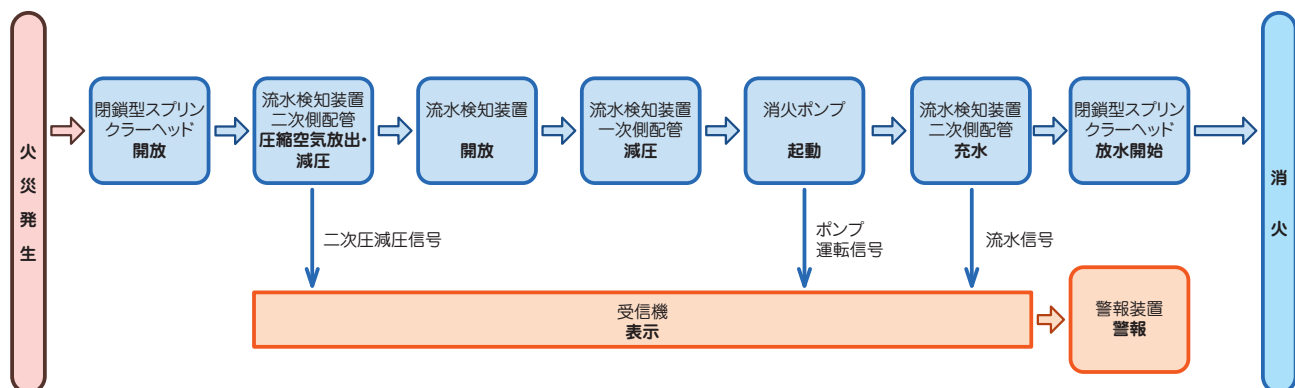 火災発生
閉鎖型スプリン
クラーヘッド
開放
流水検知装置
二次側配管
圧縮空気放出・
減圧
流水検知装置
開放
流水検知装置
一次側配管
減圧
消火ポンプ
起動
流水検知装置
二次側配管
充水
閉鎖型スプリン
クラーヘッド
放水開始
消火
二次圧減圧信号
ポンプ
運転信号
流水信号
受信機
表示
警報装置
警報